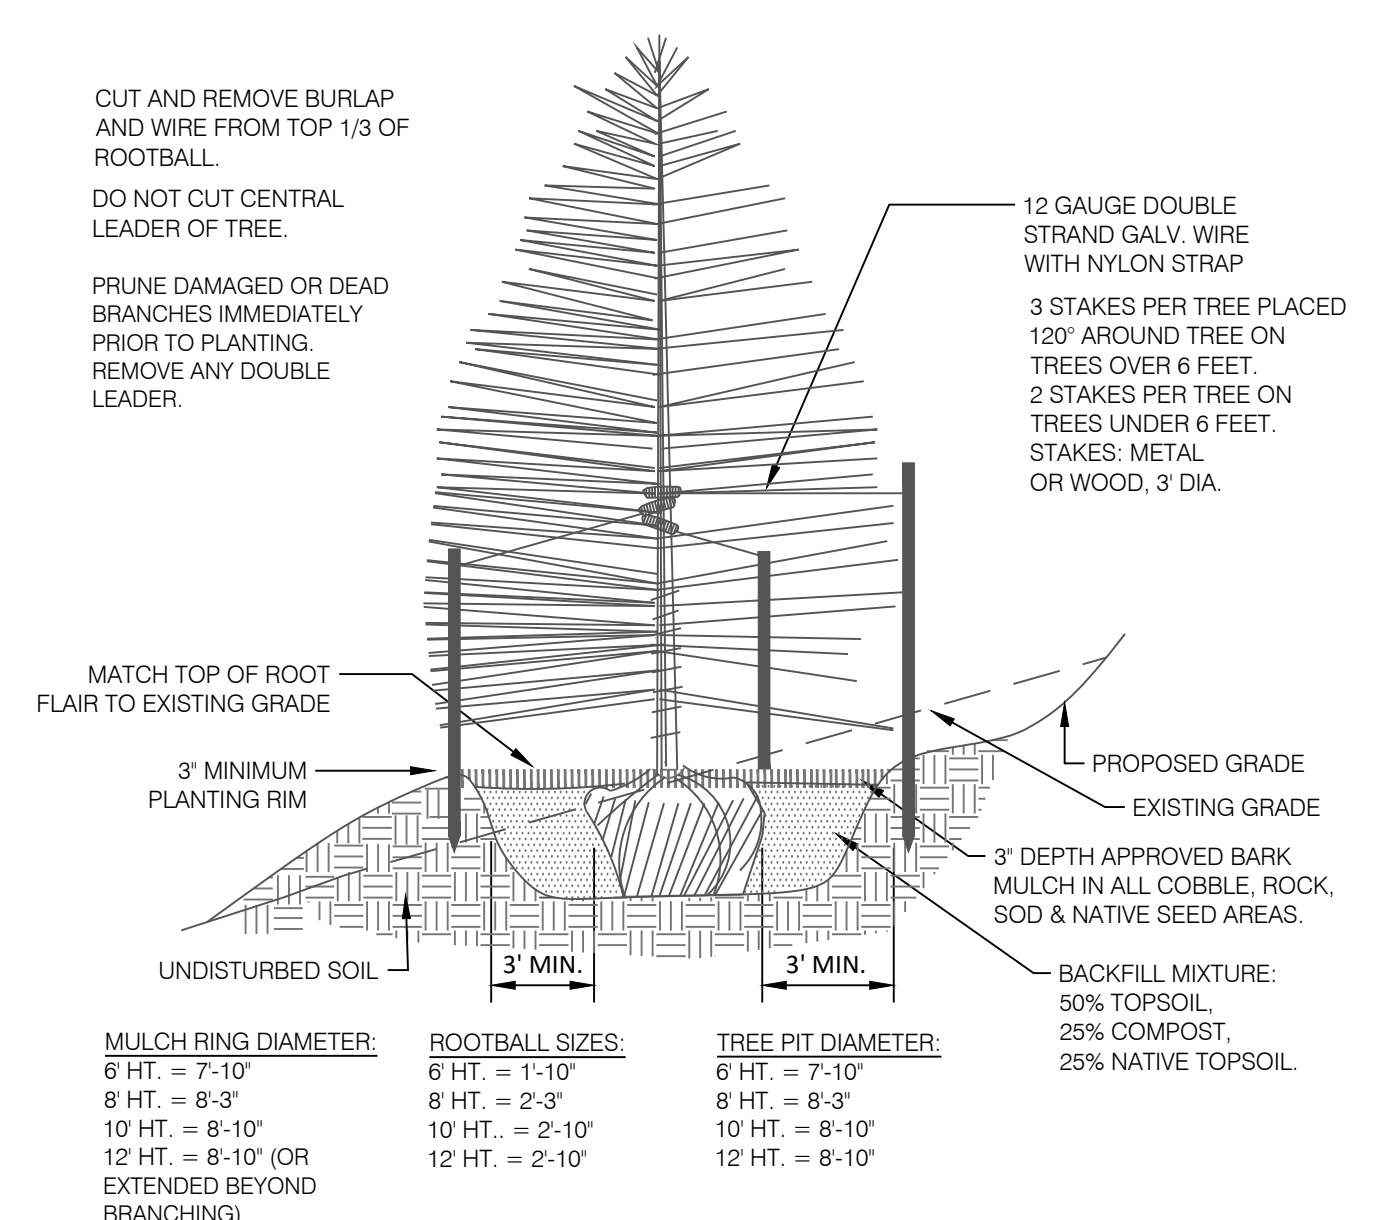 CUT AND REMOVE BURLAP
AND WIRE FROM TOP 1/3 OF
ROOTBALL.
DO NOT CUT CENTRAL
LEADER OF TREE.
PRUNE DAMAGED OR DEAD
BRANCHES IMMEDIATELY
PRIOR TO PLANTING.
REMOVE ANY DOUBLE
LEADER.
12 GAUGE DOUBLE
STRAND GALV. WIRE
WITH NYLON STRAP
3 STAKES PER TREE PLACED
120° AROUND TREE ON
TREES OVER 6 FEET.
2 STAKES PER TREE ON
TREES UNDER 6 FEET.
STAKES: METAL
OR WOOD, 3' DIA.
MATCH TOP OF ROOT
FLAIR TO EXISTING GRADE
3" MINIMUM
PLANTING RIM
UNDISTURBED SOIL
PROPOSED GRADE
EXISTING GRADE
3" DEPTH APPROVED BARK
MULCH IN ALL COBBLE, ROCK,
SOD & NATIVE SEED AREAS.
BACKFILL MIXTURE:
50% TOPSOIL,
25% COMPOST,
25% NATIVE TOPSOIL.
3' MIN.
3' MIN.
MULCH RING DIAMETER:
6' HT. = 7'-10"
8' HT. = 8'-3"
10' HT. = 8'-10"
12' HT. = 8'-10" (OR
EXTENDED BEYOND
BRANCHING)
ROOTBALL SIZES:
6' HT. = 1'-10"
8' HT. = 2'-3"
10' HT.. = 2'-10"
12' HT. = 2'-10"
TREE PIT DIAMETER:
6' HT. = 7'-10"
8' HT. = 8'-3"
10' HT. = 8'-10"
12' HT. = 8'-10"